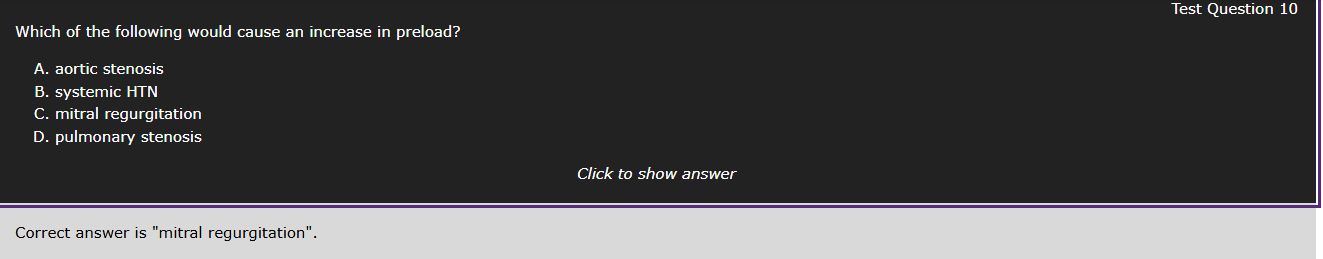 Test Question 10
Which of the following would cause an increase in preload?
A. aortic stenosis
B. systemic HTN
C. mitral regurgitation
D. pulmonary stenosis
Click to show answer
Correct answer is "mitral regurgitation".